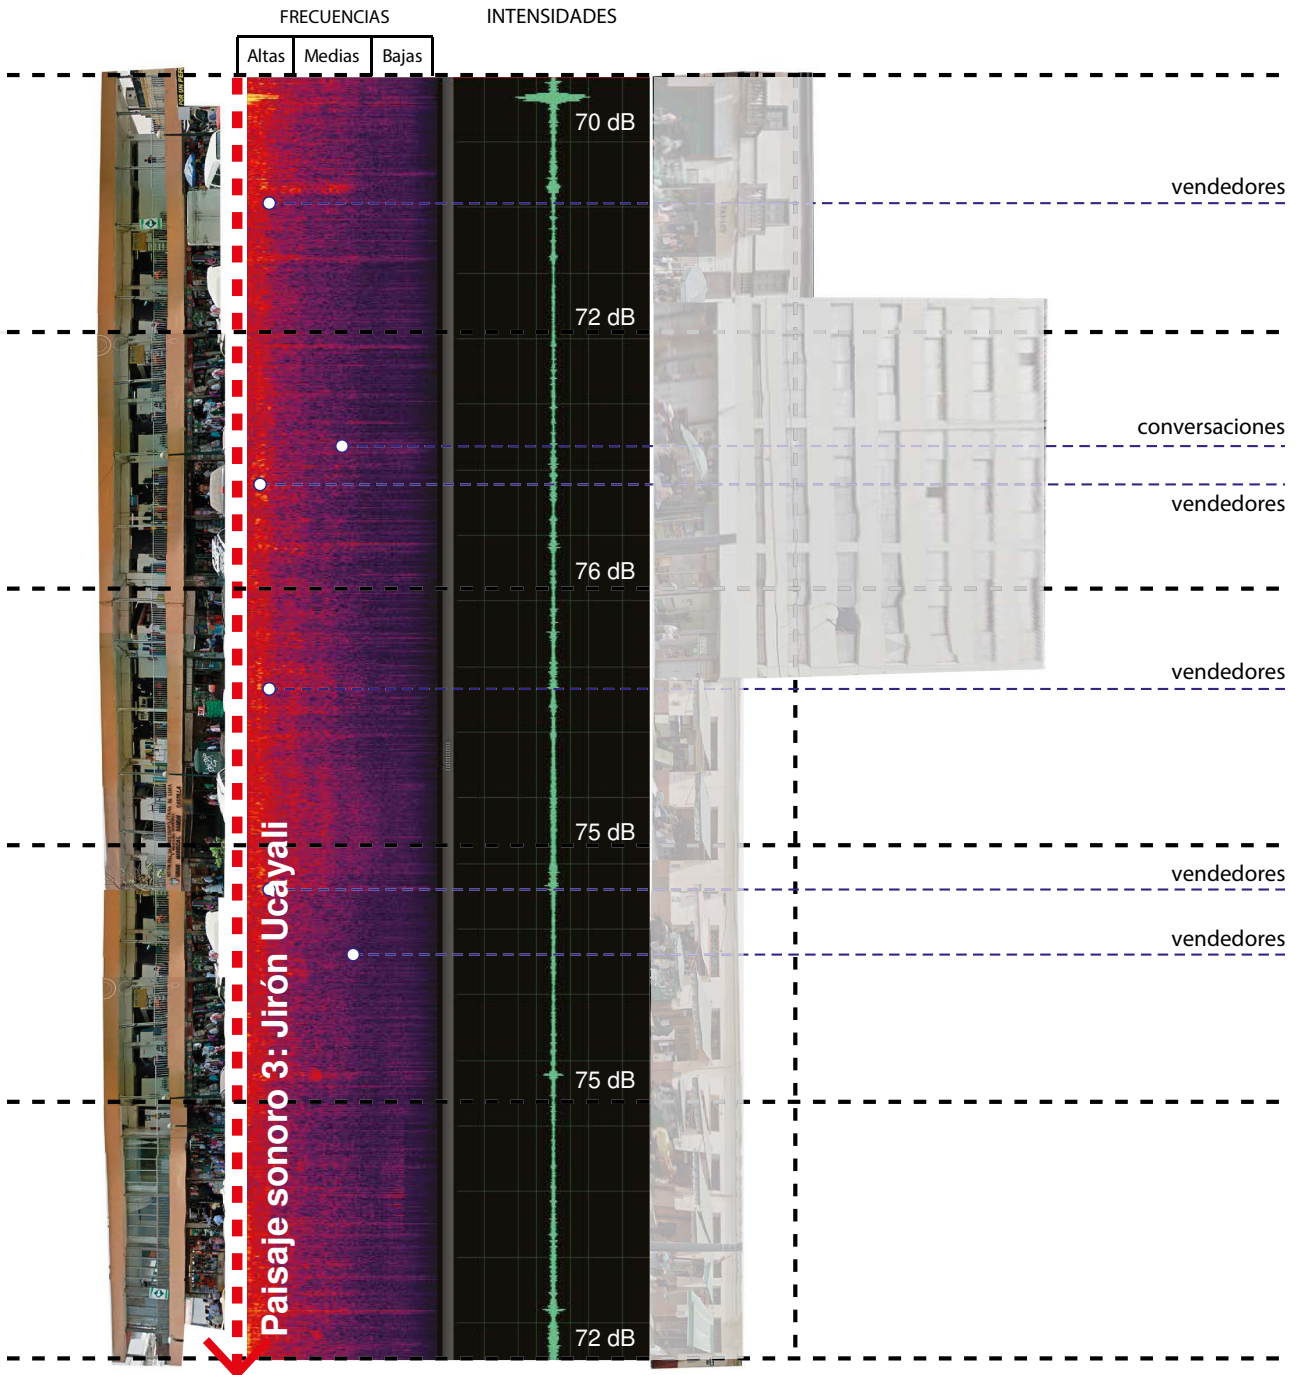 FRECUENCIAS
INTENSIDADES
Altas
Medias
Bajas
70 dB
vendedores
72 dB
conversaciones
vendedores
76 dB
vendedores
75 dB
vendedores
vendedores
75 dB
72 dB
Paisaje sonoro 3: Jirón Ucayali